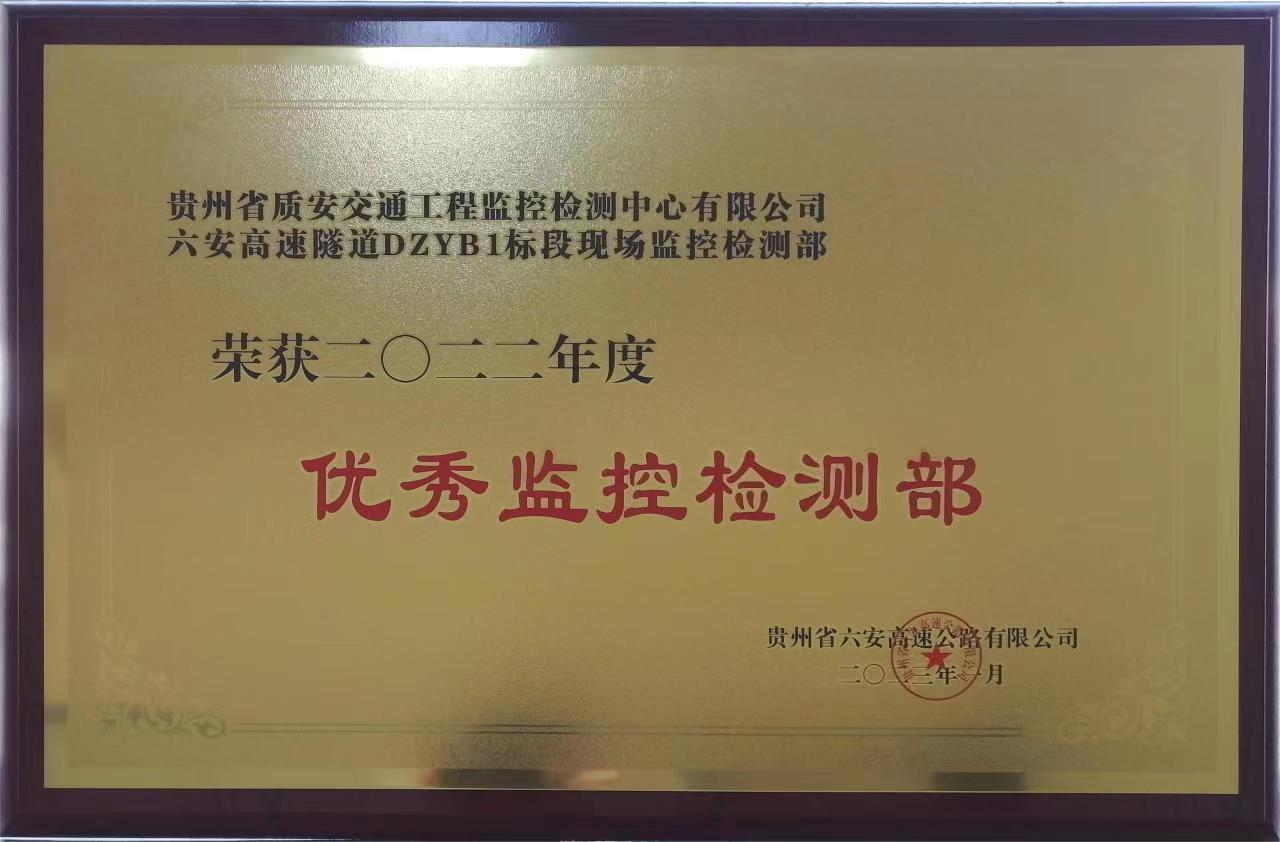 贵州省质安交通工程监控检测中心有限公司
六安高速隧道DZYB1标段现场监控检测部
荣获二〇二二年度
优秀监控检测部
贵州省六安高速公路有限公司
二〇二三年一月